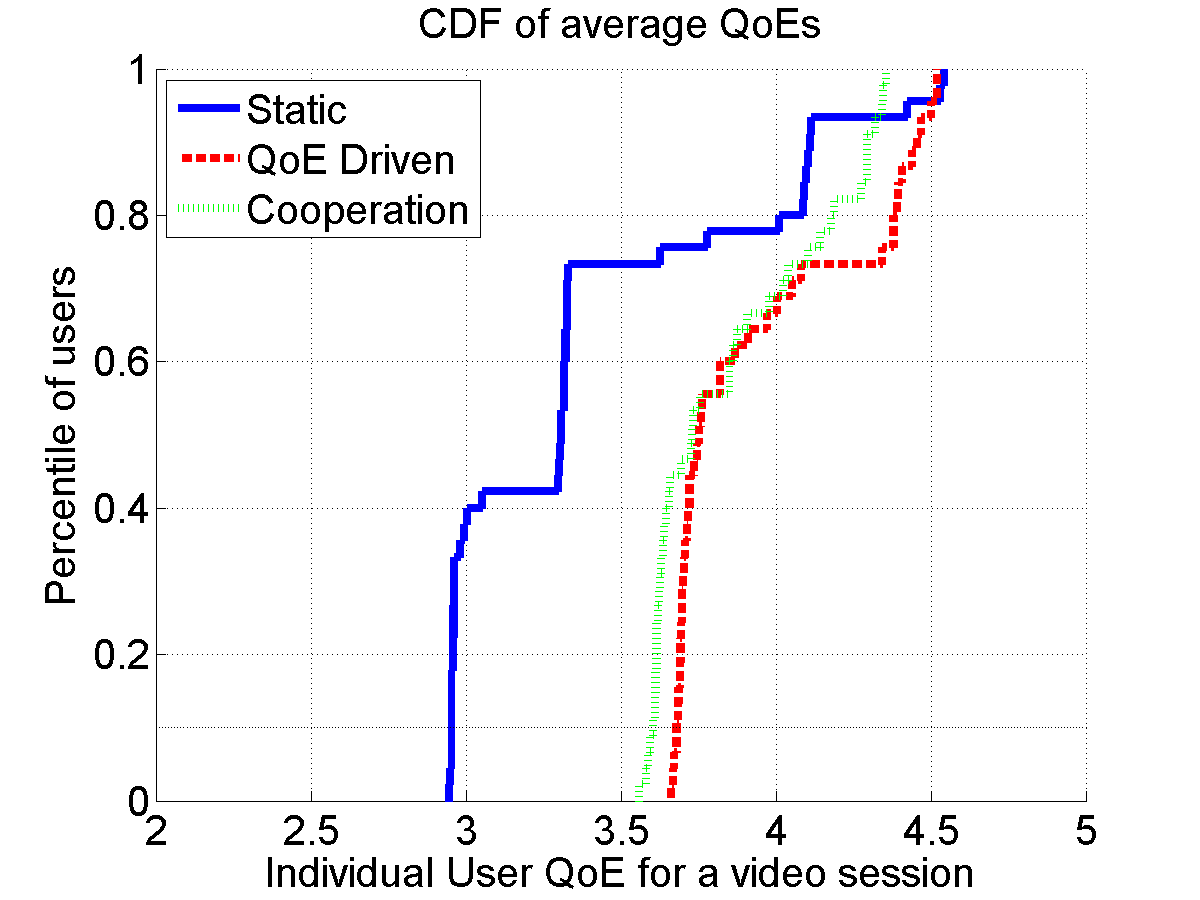 CDF of average QoEs
1
0.8
0.6
0.4
0.2
0
Percentile of users
Static
QoE Driven
Cooperation
2 2.5 3 3.5 4 4.5 5
Individual User QoE for a video session